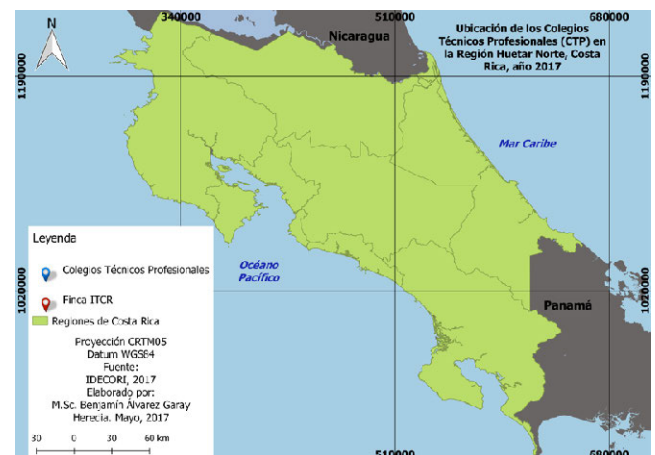 340000
510000
680000
N
Nicaragua
Ubicación de los Colegios
Técnicos Profesionales (CTP) en
la Región Huetar Norte, Costa
Rica, año 2017
1190000
1190000
Mar Caribe
Leyenda
Colegios Técnicos Profesionales
Finca ITCR
Regiones de Costa Rica
Océano
Pacífico
1020000
1020000
Panamá
Proyección CRTM05
Datum WGS84
Fuente:
IDECORI, 2017
Elaborado por:
M.Sc. Benjamín Álvarez Garay
Heredia. Mayo, 2017
30 0 30 60 km
510000
680000